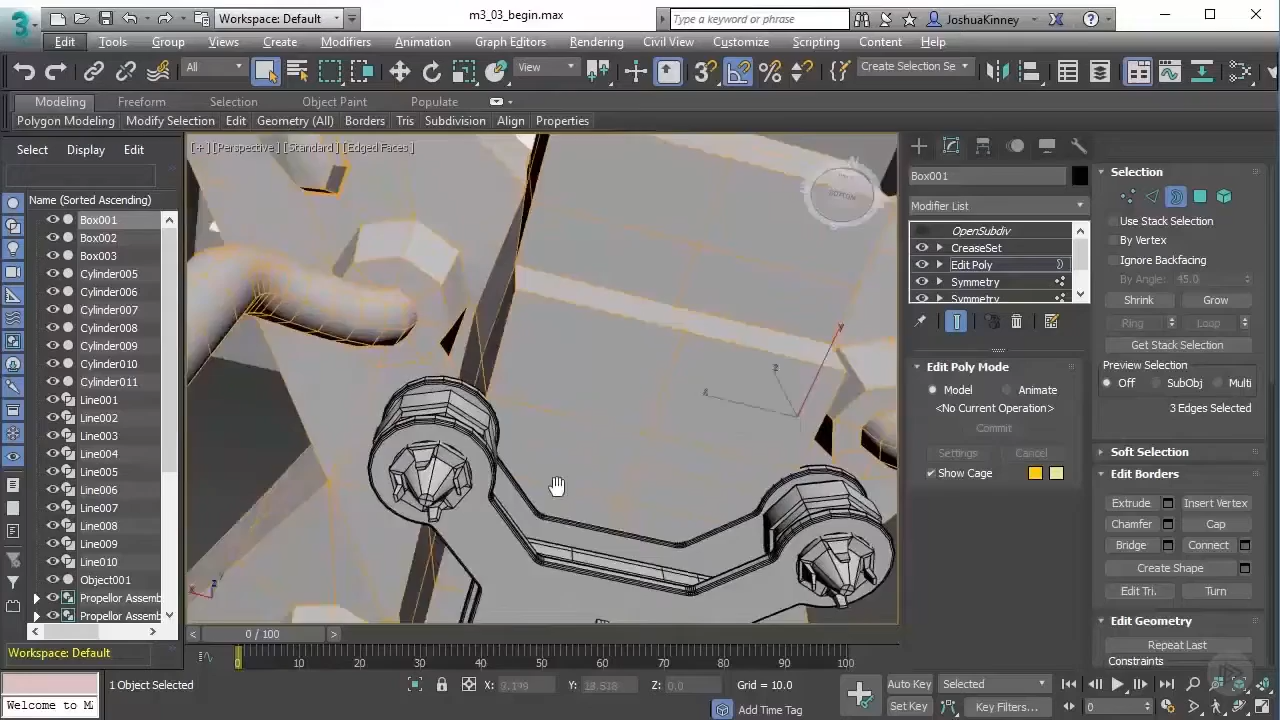 Workspace: Default
m3_03_begin.max
Type a keyword or phrase
JoshuaKinney
Edit Tools Group Views Create Modifiers Animation Graph Editors Rendering Civil View Customize Scripting Content Help
All
View
Create Selection Se
Modeling Freeform Selection Object Paint Populate
Polygon Modeling Modify Selection Edit Geometry (All) Borders Tris Subdivision Align Properties
Select Display Edit
Name (Sorted Ascending)
Box001
Box002
Box003
Cylinder005
Cylinder006
Cylinder007
Cylinder008
Cylinder009
Cylinder010
Cylinder011
Line001
Line002
Line003
Line004
Line005
Line006
Line007
Line008
Line009
Line010
Object001
Propellor Assemb
Propellor Assemb
Workspace: Default
[+] [Perspective] [Standard] [Edged Faces]
0 / 100
0 10 20 30 40 50 60 70 80 90 100
Box001
Modifier List
OpenSubdiv
CreaseSet
Edit Poly
Symmetry
Symmetry
Edit Poly Mode
Model Animate
<No Current Operation>
Commit
Settings Cancel
Show Cage
Selection
Use Stack Selection
By Vertex
Ignore Backfacing
By Angle: 45.0
Shrink Grow
Ring Loop
Get Stack Selection
Preview Selection
Off SubObj Multi
3 Edges Selected
Soft Selection
Edit Borders
Extrude Insert Vertex
Chamfer Cap
Bridge Connect
Create Shape
Edit Tri. Turn
Edit Geometry
Repeat Last
Constraints
1 Object Selected
X: 9.199 Y: Z: 0.0 Grid = 10.0
Add Time Tag
Auto Key Selected
Set Key Key Filters...
0
Welcome to M